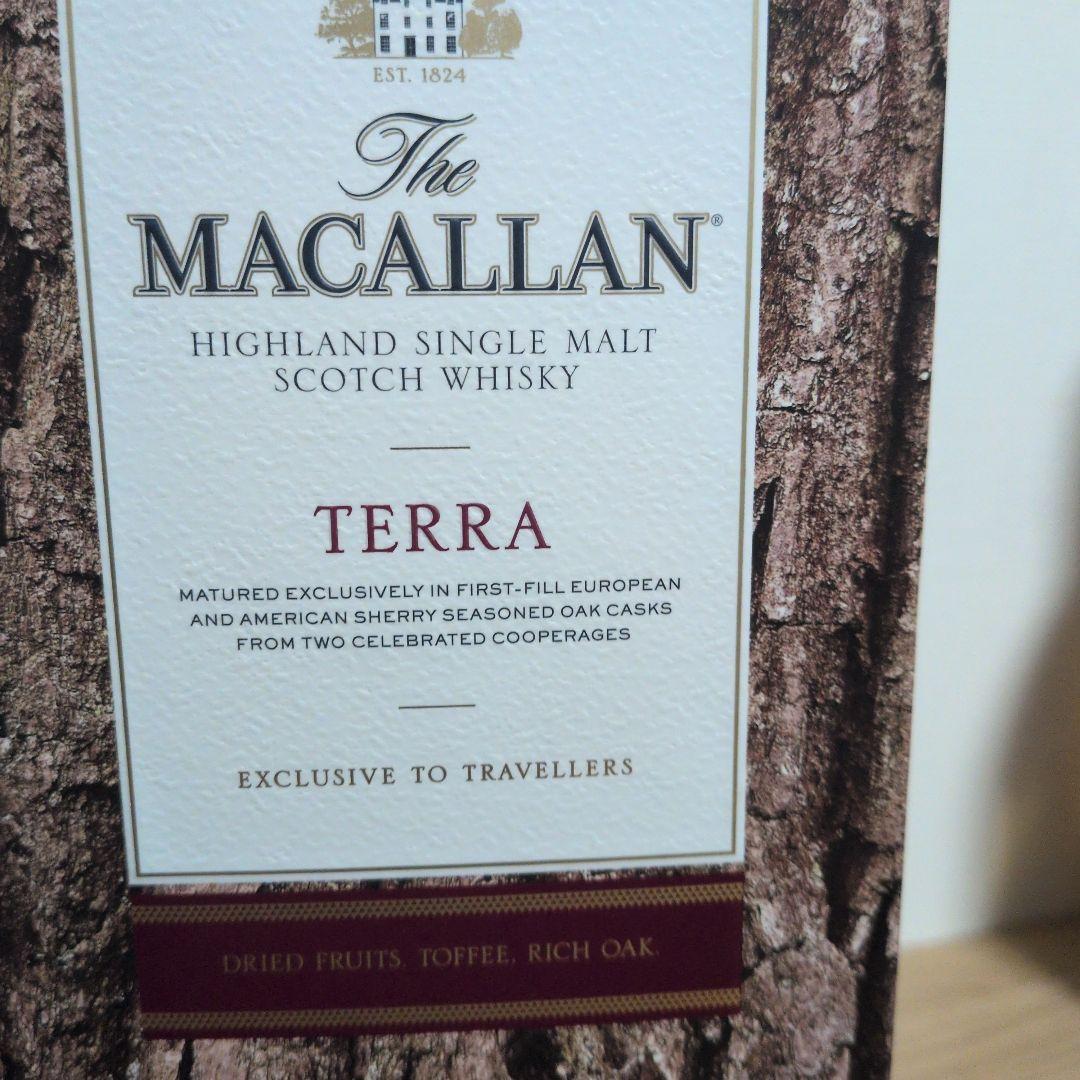 EST. 1824
The
MACALLAN®
HIGHLAND SINGLE MALT
SCOTCH WHISKY
TERRA
MATURED EXCLUSIVELY IN FIRST-FILL EUROPEAN
AND AMERICAN SHERRY SEASONED OAK CASKS
FROM TWO CELEBRATED COOPERAGES
EXCLUSIVE TO TRAVELLERS
DRIED FRUITS, TOFFEE, RICH OAK.